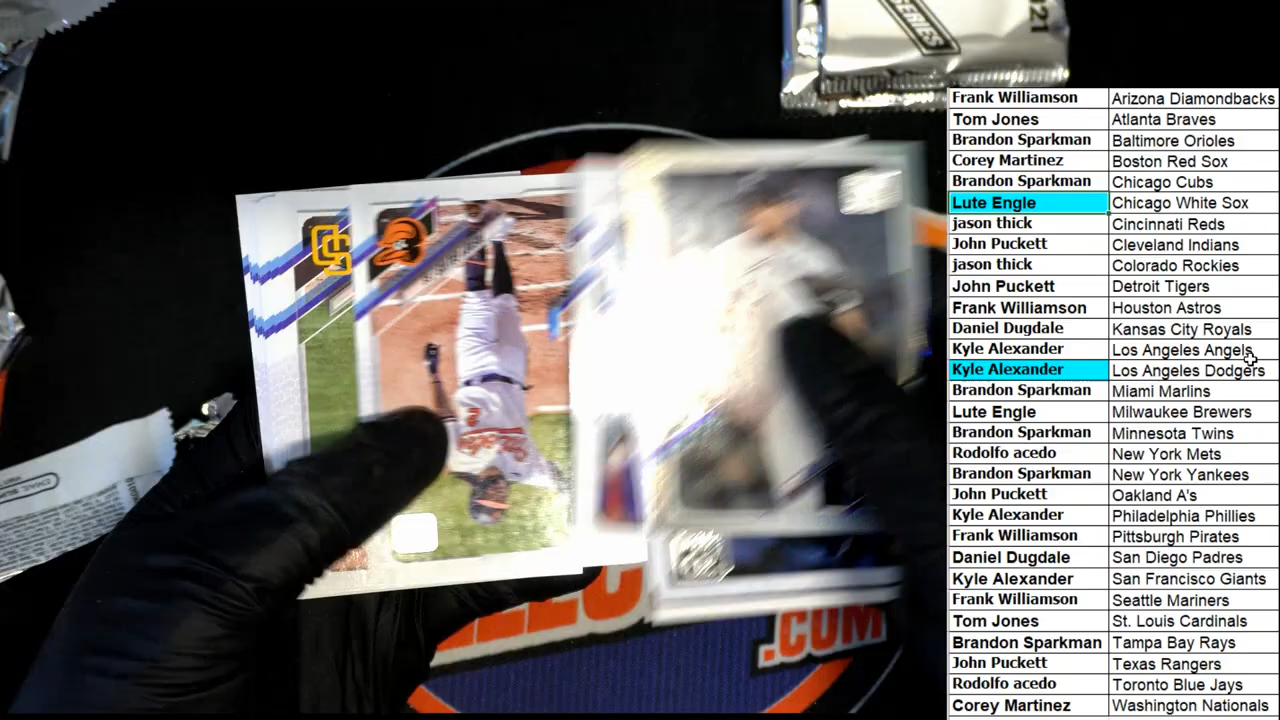 SERIES
Frank Williamson Arizona Diamondbacks
Tom Jones Atlanta Braves
Brandon Sparkman Baltimore Orioles
Corey Martinez Boston Red Sox
Brandon Sparkman Chicago Cubs
Lute Engle Chicago White Sox
jason thick Cincinnati Reds
John Puckett Cleveland Indians
jason thick Colorado Rockies
John Puckett Detroit Tigers
Frank Williamson Houston Astros
Daniel Dugdale Kansas City Royals
Kyle Alexander Los Angeles Angels
Kyle Alexander Los Angeles Dodgers
Brandon Sparkman Miami Marlins
Lute Engle Milwaukee Brewers
Brandon Sparkman Minnesota Twins
Rodolfo acedo New York Mets
Brandon Sparkman New York Yankees
John Puckett Oakland A's
Kyle Alexander Philadelphia Phillies
Frank Williamson Pittsburgh Pirates
Daniel Dugdale San Diego Padres
Kyle Alexander San Francisco Giants
Frank Williamson Seattle Mariners
Tom Jones St. Louis Cardinals
Brandon Sparkman Tampa Bay Rays
John Puckett Texas Rangers
Rodolfo acedo Toronto Blue Jays
Corey Martinez Washington Nationals
.COM